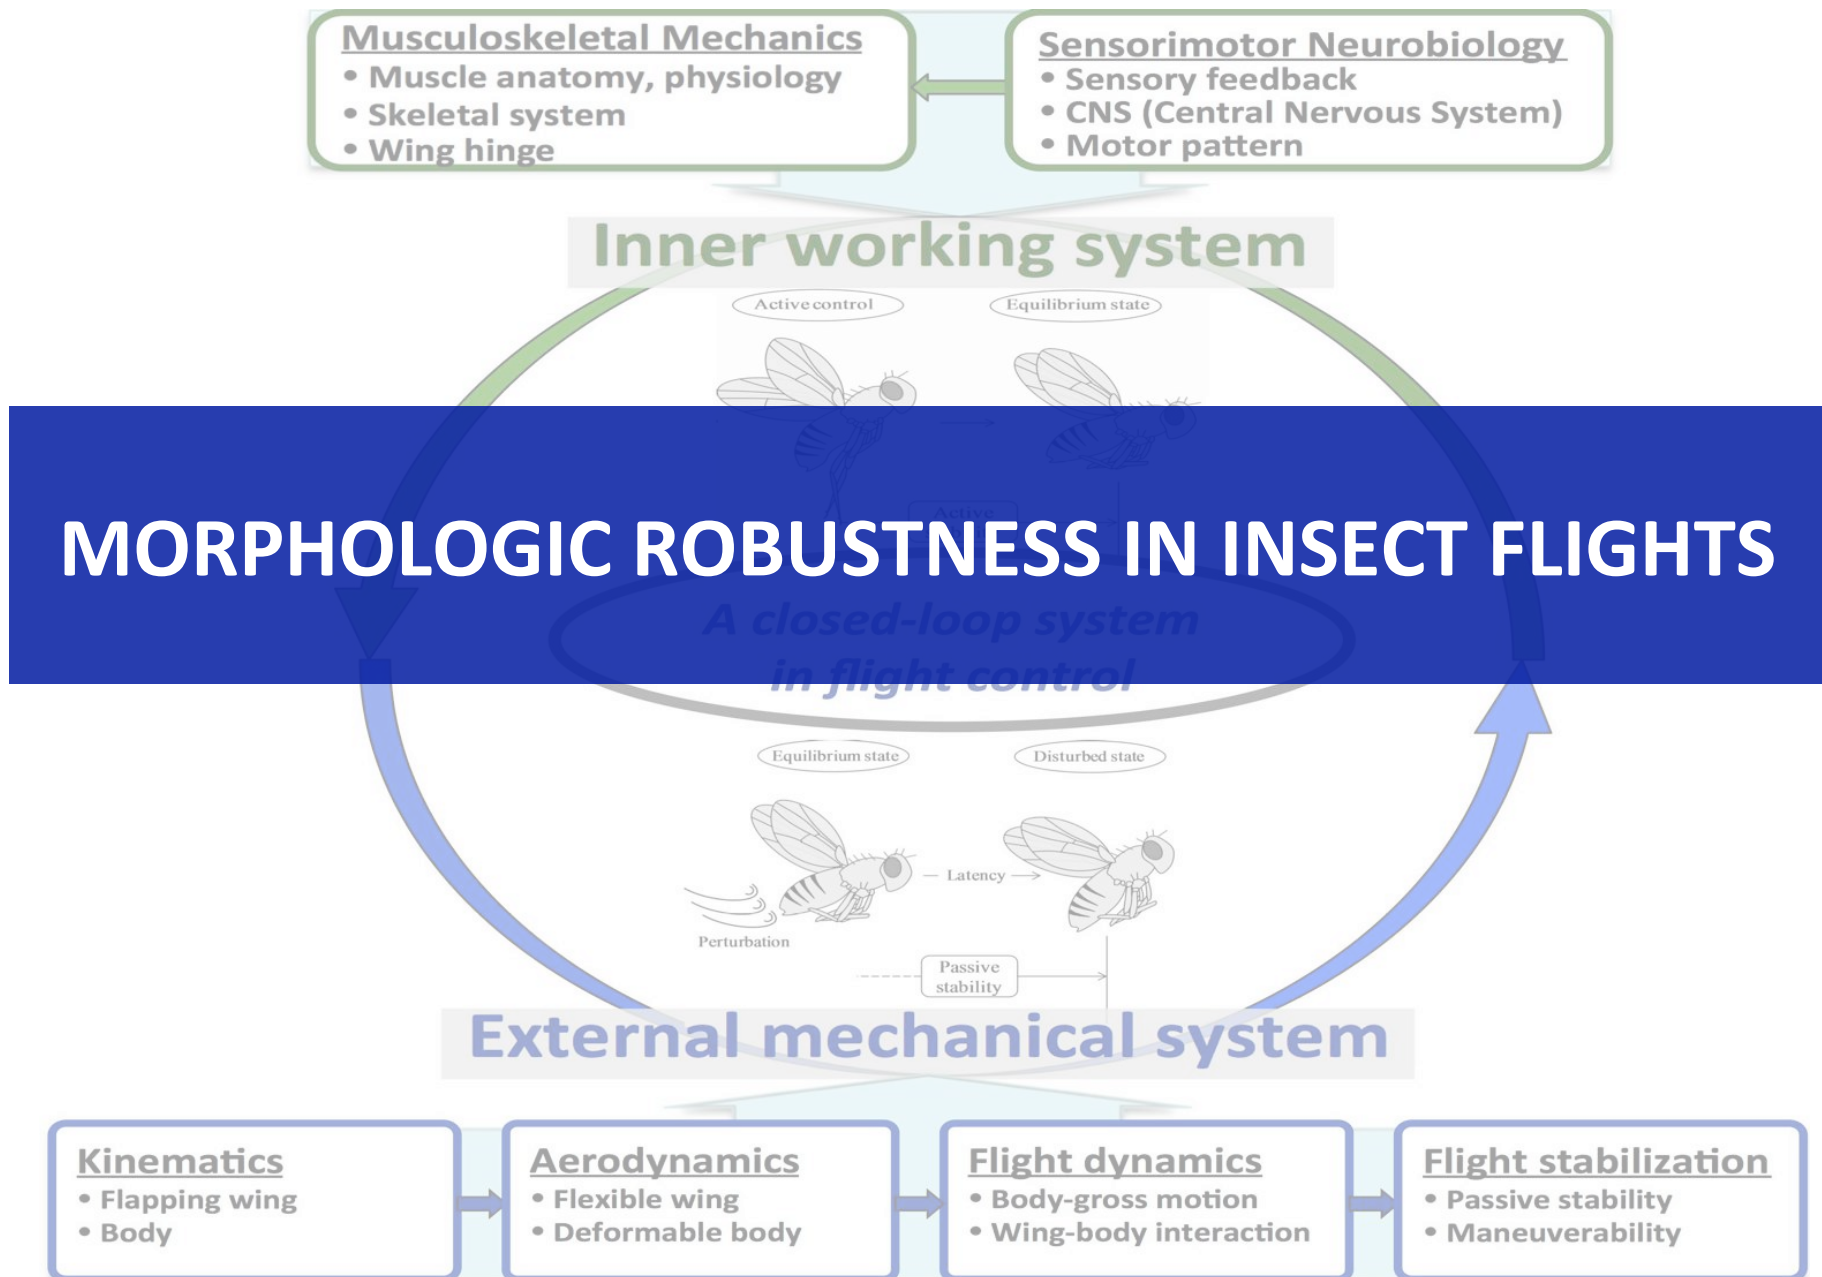 Musculoskeletal Mechanics
• Muscle anatomy, physiology
• Skeletal system
• Wing hinge
Sensorimotor Neurobiology
• Sensory feedback
• CNS (Central Nervous System)
• Motor pattern
Inner working system
Active control
Equilibrium state
Active
MORPHOLOGIC ROBUSTNESS IN INSECT FLIGHTS
A closed-loop system
in flight control
Equilibrium state
Disturbed state
Latency
Perturbation
Passive
stability
External mechanical system
Kinematics
• Flapping wing
• Body
Aerodynamics
• Flexible wing
• Deformable body
Flight dynamics
• Body-gross motion
• Wing-body interaction
Flight stabilization
• Passive stability
• Maneuverability